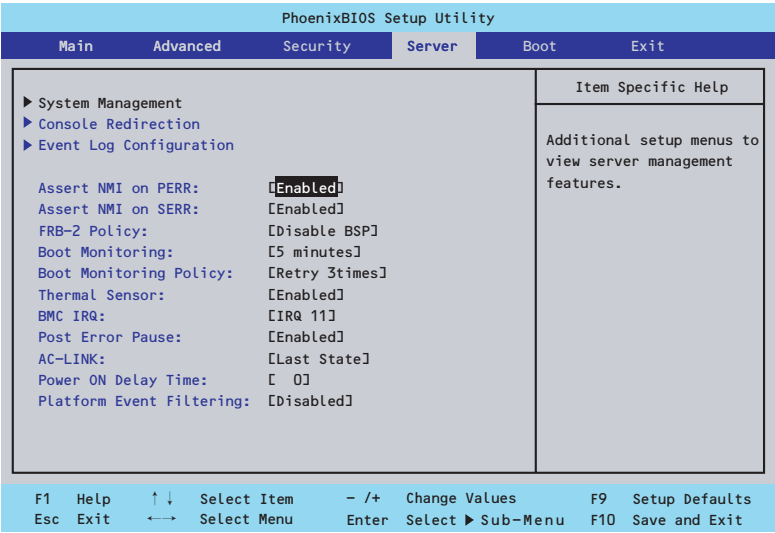 PhoenixBIOS Setup Utility
Main Advanced Security Server Boot Exit
Item Specific Help
▶ System Management
▶ Console Redirection
▶ Event Log Configuration
Additional setup menus to
view server management
features.
Assert NMI on PERR: [Enabled]
Assert NMI on SERR: [Enabled]
FRB-2 Policy: [Disable BSP]
Boot Monitoring: [5 minutes]
Boot Monitoring Policy: [Retry 3times]
Thermal Sensor: [Enabled]
BMC IRQ: [IRQ 11]
Post Error Pause: [Enabled]
AC-LINK: [Last State]
Power ON Delay Time: [ 0]
Platform Event Filtering: [Disabled]
F1 Help ↑↓ Select Item - /+ Change Values F9 Setup Defaults
Esc Exit ←→ Select Menu Enter Select ▶ Sub-Menu F10 Save and Exit